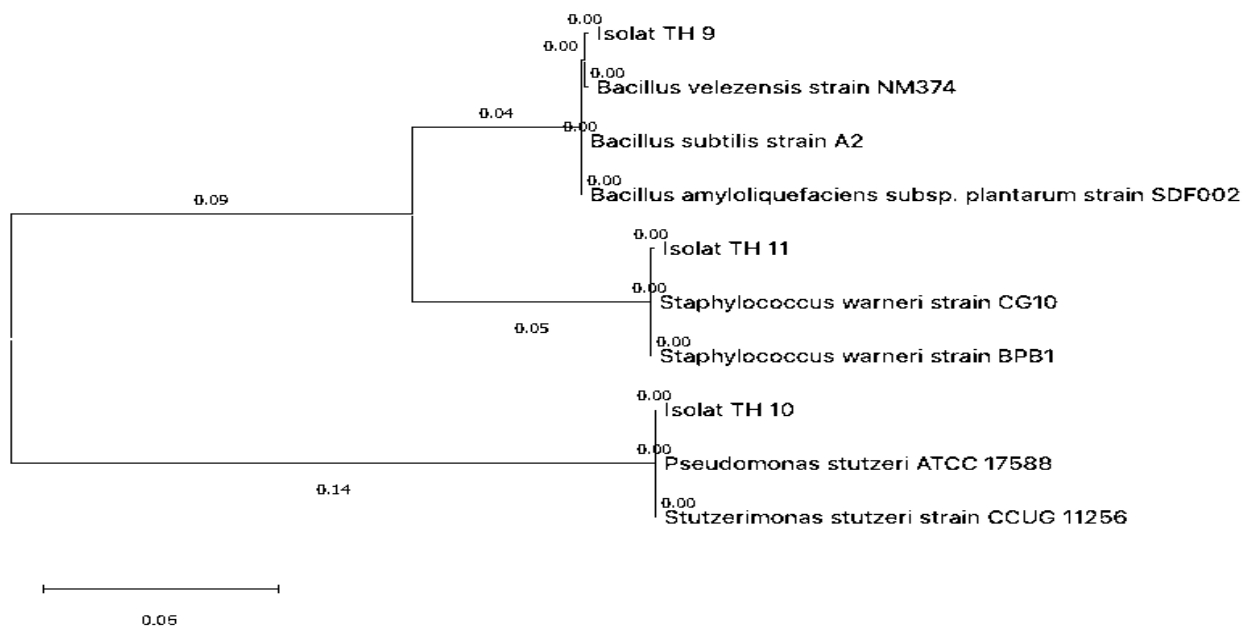 0.00
Isolat TH 9
0.00
0.00
Bacillus velezensis strain NM374
0.04
0.00
Bacillus subtilis strain A2
0.00
Bacillus amyloliquefaciens subsp. plantarum strain SDF002
0.09
0.00
Isolat TH 11
0.00
Staphylococcus warneri strain CG10
0.05
0.00
Staphylococcus warneri strain BPB1
0.00
Isolat TH 10
0.00
Pseudomonas stutzeri ATCC 17588
0.14
0.00
Stutzerimonas stutzeri strain CCUG 11256
0.05